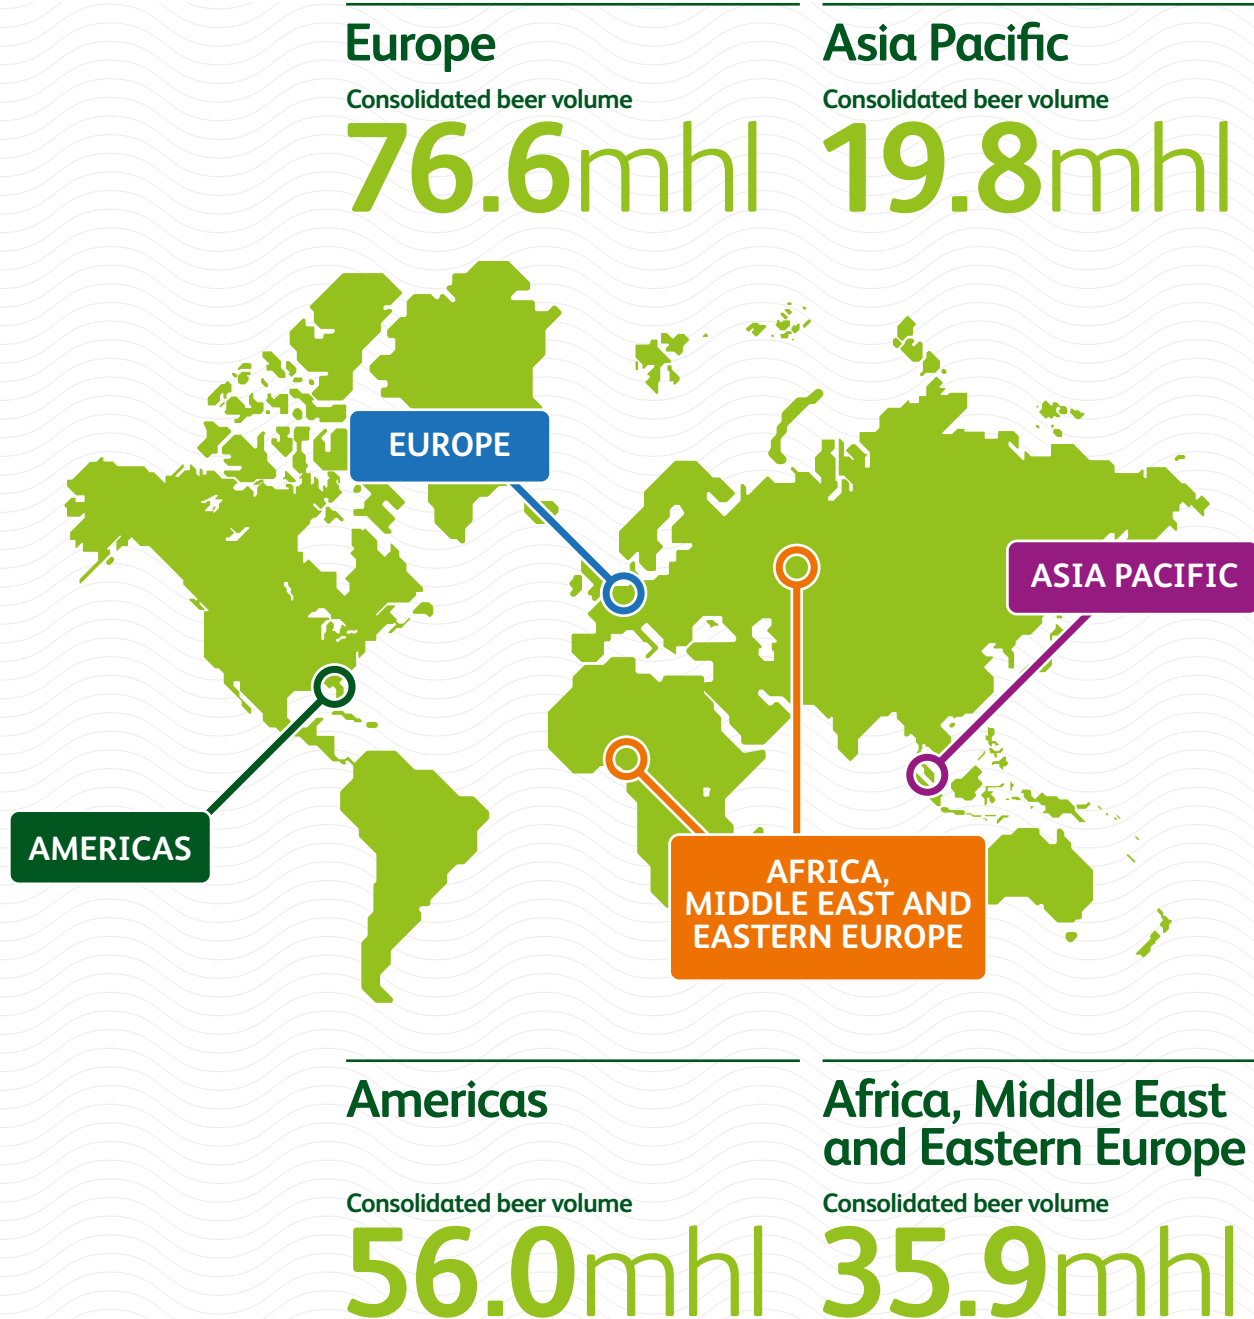 Europe
Consolidated beer volume
76.6mhl
Asia Pacific
Consolidated beer volume
19.8mhl
EUROPE
ASIA PACIFIC
AMERICAS
AFRICA,
MIDDLE EAST AND
EASTERN EUROPE
Americas
Consolidated beer volume
56.0mhl
Africa, Middle East
and Eastern Europe
Consolidated beer volume
35.9mhl